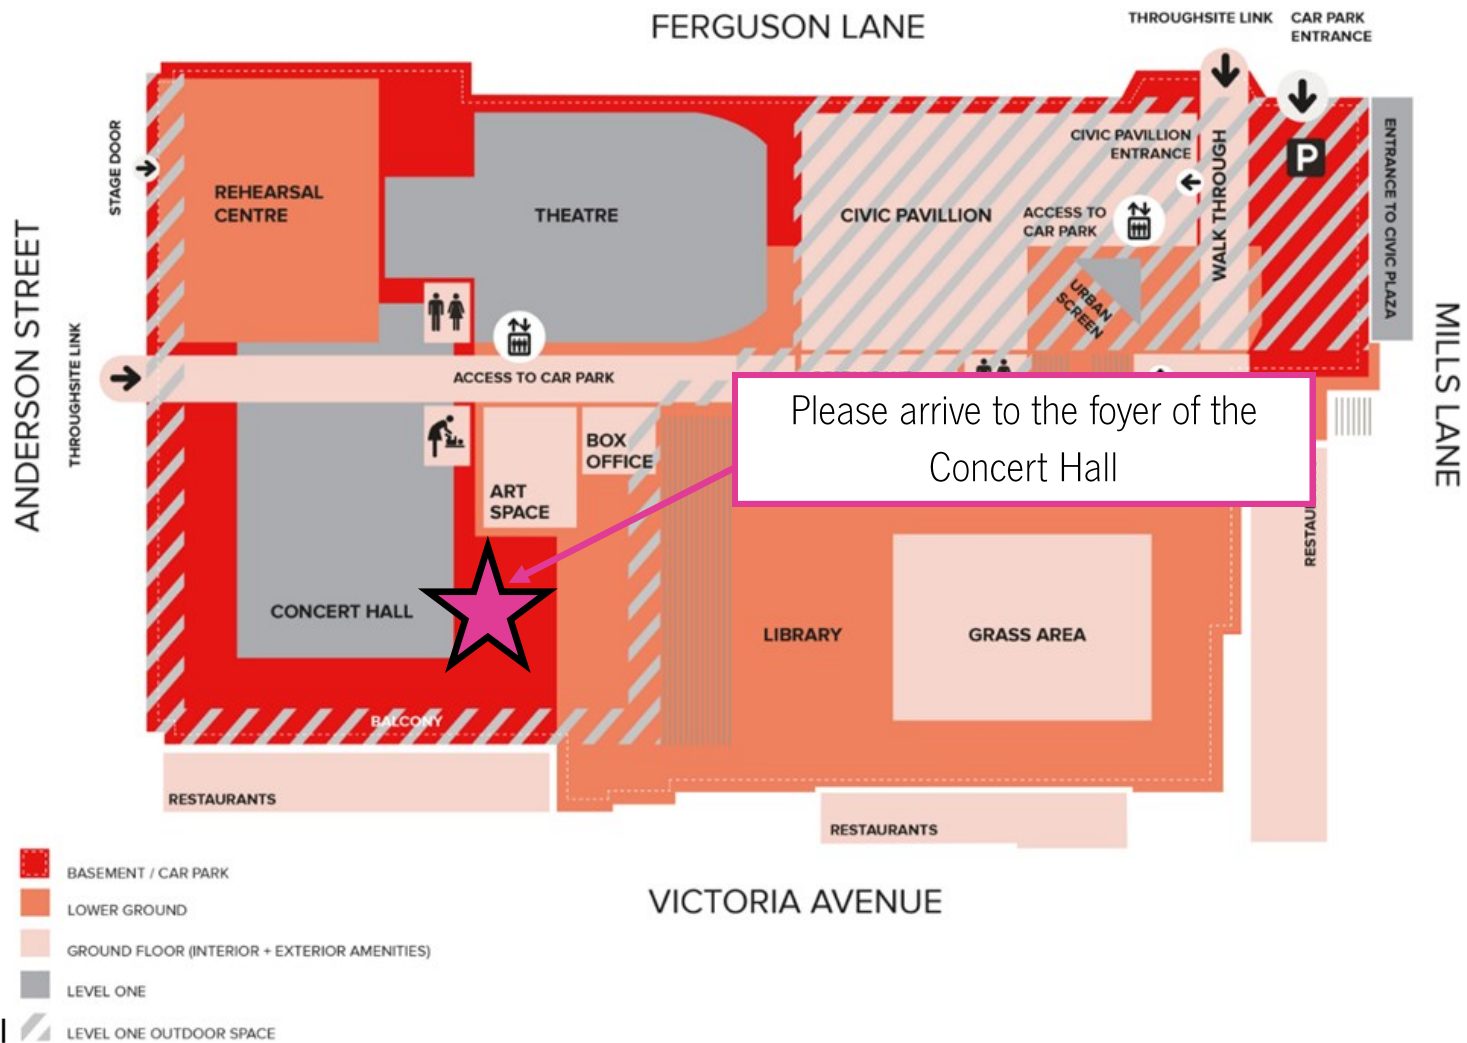 FERGUSON LANE
THROUGHSITE LINK
CAR PARK
ENTRANCE
STAGE DOOR
REHEARSAL
CENTRE
THEATRE
CIVIC PAVILLION
CIVIC PAVILLION
ENTRANCE
ACCESS TO
CAR PARK
WALK THROUGH
P
ENTRANCE TO CIVIC PLAZA
URBAN
SCREEN
ANDERSON STREET
THROUGHSITE LINK
MILLS LANE
ACCESS TO CAR PARK
Please arrive to the foyer of the
Concert Hall
BOX
OFFICE
ART
SPACE
CONCERT HALL
LIBRARY
GRASS AREA
BALCONY
RESTAURANTS
RESTAURANTS
BASEMENT / CAR PARK
LOWER GROUND
GROUND FLOOR (INTERIOR + EXTERIOR AMENITIES)
LEVEL ONE
LEVEL ONE OUTDOOR SPACE
VICTORIA AVENUE